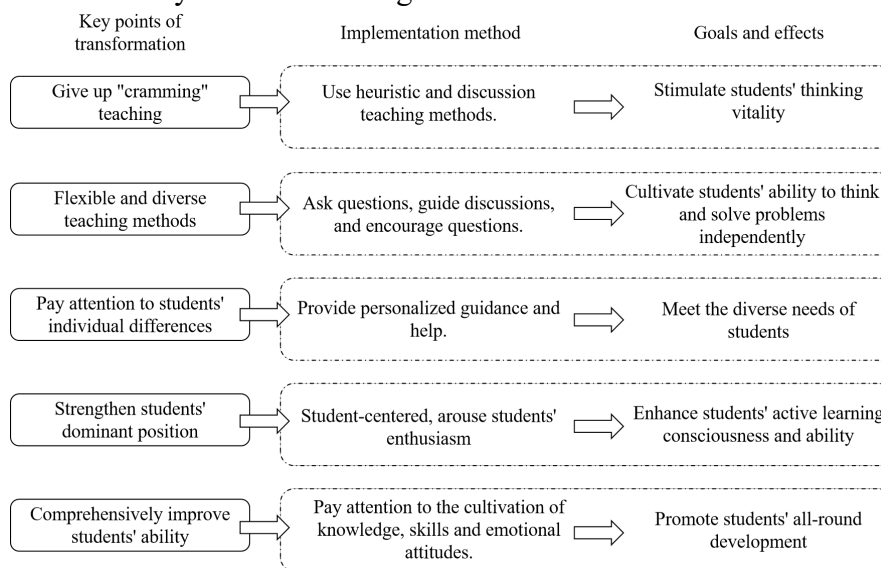 Key points of
transformation
Implementation method
Goals and effects
Give up "cramming"
teaching
Use heuristic and discussion
teaching methods.
Stimulate students' thinking
vitality
Flexible and diverse
teaching methods
Ask questions, guide discussions,
and encourage questions.
Cultivate students' ability to think
and solve problems
independently
Pay attention to students'
individual differences
Provide personalized guidance and
help.
Meet the diverse needs of
students
Strengthen students'
dominant position
Student-centered, arouse students'
enthusiasm
Enhance students' active learning
consciousness and ability
Comprehensively improve
students' ability
Pay attention to the cultivation of
knowledge, skills and emotional
attitudes.
Promote students' all-round
development